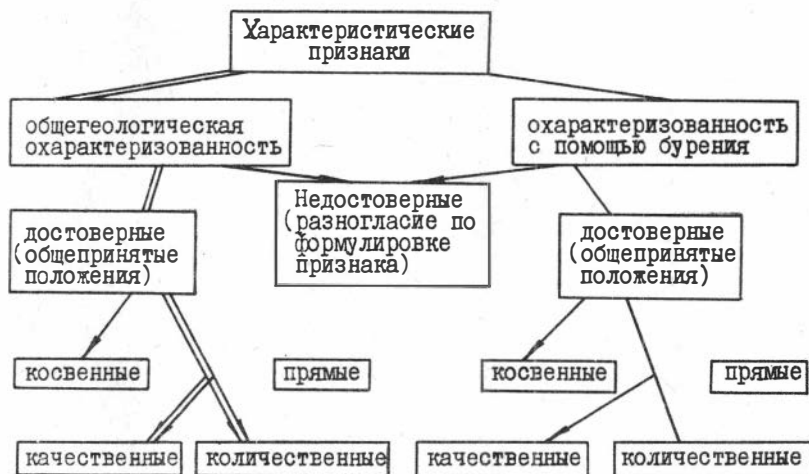 Характеристические
признаки
общегеологическая
охарактеризованность
охарактеризованность
с помощью бурения
Недостоверные
(разногласие по
формулировке
признака)
достоверные
(общепринятые
положения)
достоверные
(общепринятые
положения)
косвенные
прямые
косвенные
прямые
качественные
количественные
качественные
количественные